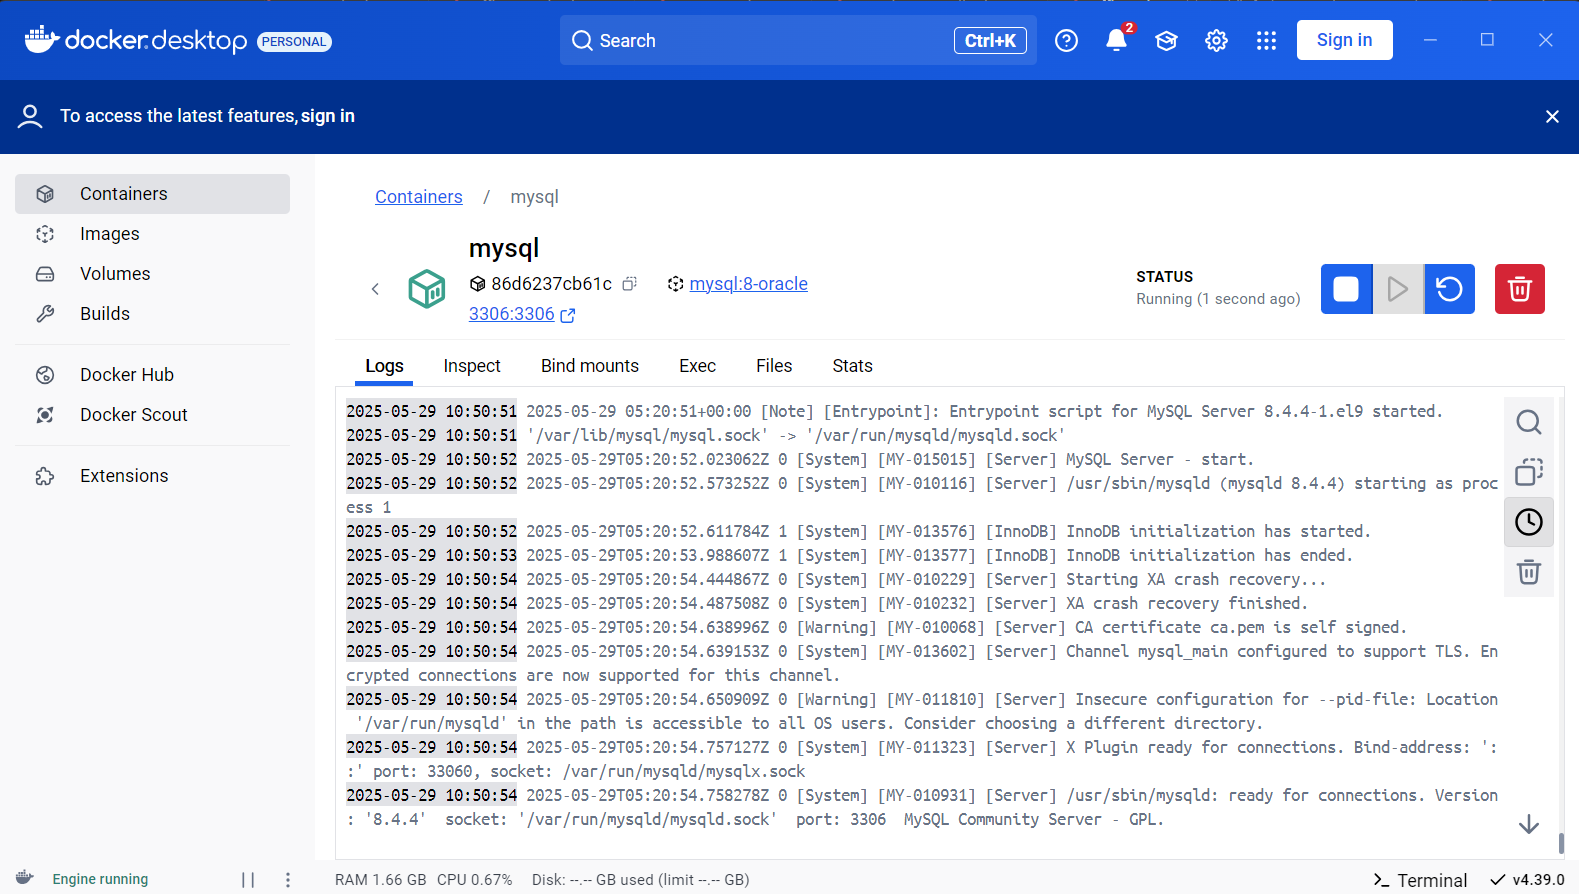 docker.desktop PERSONAL
Search Ctrl+K
2
Sign in
To access the latest features, sign in
Containers
Images
Volumes
Builds
Docker Hub
Docker Scout
Extensions
Containers / mysql
mysql
86d6237cb61c mysql:8-oracle
3306:3306
STATUS
Running (1 second ago)
Logs Inspect Bind mounts Exec Files Stats
2025-05-29 10:50:51 2025-05-29 05:20:51+00:00 [Note] [Entrypoint]: Entrypoint script for MySQL Server 8.4.4-1.el9 started.
2025-05-29 10:50:51 '/var/lib/mysql/mysql.sock' -> '/var/run/mysqld/mysqld.sock'
2025-05-29 10:50:52 2025-05-29T05:20:52.023062Z 0 [System] [MY-015015] [Server] MySQL Server - start.
2025-05-29 10:50:52 2025-05-29T05:20:52.573252Z 0 [System] [MY-010116] [Server] /usr/sbin/mysqld (mysqld 8.4.4) starting as proc
ess 1
2025-05-29 10:50:52 2025-05-29T05:20:52.611784Z 1 [System] [MY-013576] [InnoDB] InnoDB initialization has started.
2025-05-29 10:50:53 2025-05-29T05:20:53.988607Z 1 [System] [MY-013577] [InnoDB] InnoDB initialization has ended.
2025-05-29 10:50:54 2025-05-29T05:20:54.444867Z 0 [System] [MY-010229] [Server] Starting XA crash recovery...
2025-05-29 10:50:54 2025-05-29T05:20:54.487508Z 0 [System] [MY-010232] [Server] XA crash recovery finished.
2025-05-29 10:50:54 2025-05-29T05:20:54.638996Z 0 [Warning] [MY-010068] [Server] CA certificate ca.pem is self signed.
2025-05-29 10:50:54 2025-05-29T05:20:54.639153Z 0 [System] [MY-013602] [Server] Channel mysql_main configured to support TLS. En
crypted connections are now supported for this channel.
2025-05-29 10:50:54 2025-05-29T05:20:54.650909Z 0 [Warning] [MY-011810] [Server] Insecure configuration for --pid-file: Location
'/var/run/mysqld' in the path is accessible to all OS users. Consider choosing a different directory.
2025-05-29 10:50:54 2025-05-29T05:20:54.757127Z 0 [System] [MY-011323] [Server] X Plugin ready for connections. Bind-address: ':
:' port: 33060, socket: /var/run/mysqld/mysqlx.sock
2025-05-29 10:50:54 2025-05-29T05:20:54.758278Z 0 [System] [MY-010931] [Server] /usr/sbin/mysqld: ready for connections. Version
: '8.4.4'  socket: '/var/run/mysqld/mysqld.sock'  port: 3306  MySQL Community Server - GPL.
Engine running
RAM 1.66 GB CPU 0.67% Disk: --.-- GB used (limit --.-- GB)
>_ Terminal
v4.39.0